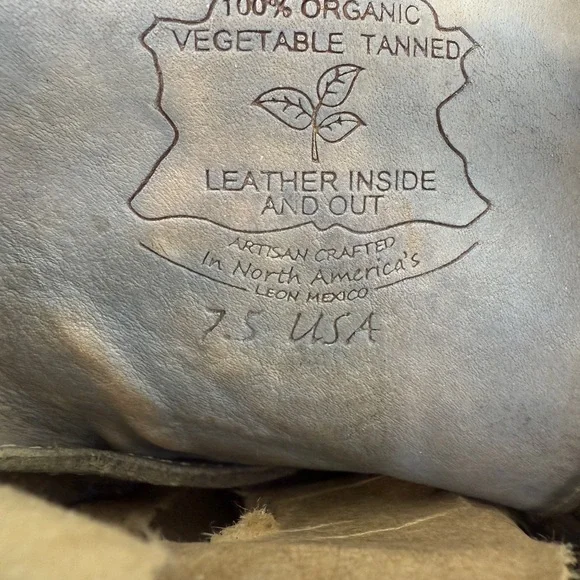 100% ORGANIC
VEGETABLE TANNED
LEATHER INSIDE
AND OUT
ARTISAN CRAFTED
In North America's
LEON MEXICO
7.5 USA